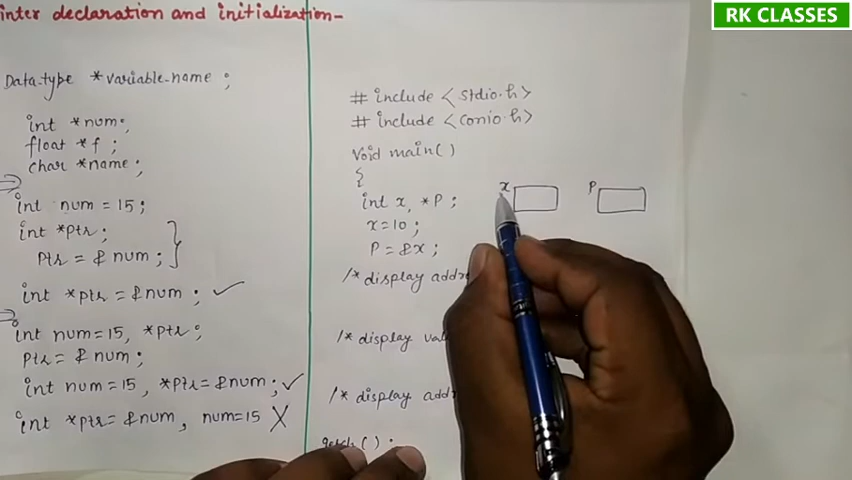 inter declaration and initialization-
RK CLASSES
Data-type *variable-name ;
int *num;
float *f ;
char *name ;
int num = 15 ;
int *ptr ;
ptr = & num ;
int *ptr = &num ;
int num=15, *ptr ;
ptr = & num ;
int num=15 , *ptr=&num ;
int *ptr=&num , num=15 X
# include <stdio.h>
# include <conio.h>
void main( )
{
int x, *P ;
x=10 ;
P = &x ;
x
P
/* display addre
/* display val
/* display addr
getch( ) ;